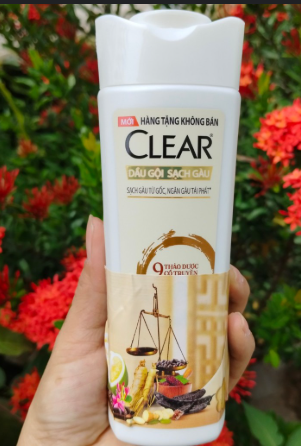 MỚI HÀNG TẶNG KHÔNG BÁN
CLEAR
DẦU GỘI SẠCH GÀU
SẠCH GÀU TỪ GỐC, NGĂN GÀU TÁI PHÁT**
9 THẢO DƯỢC
CỔ TRUYỀN